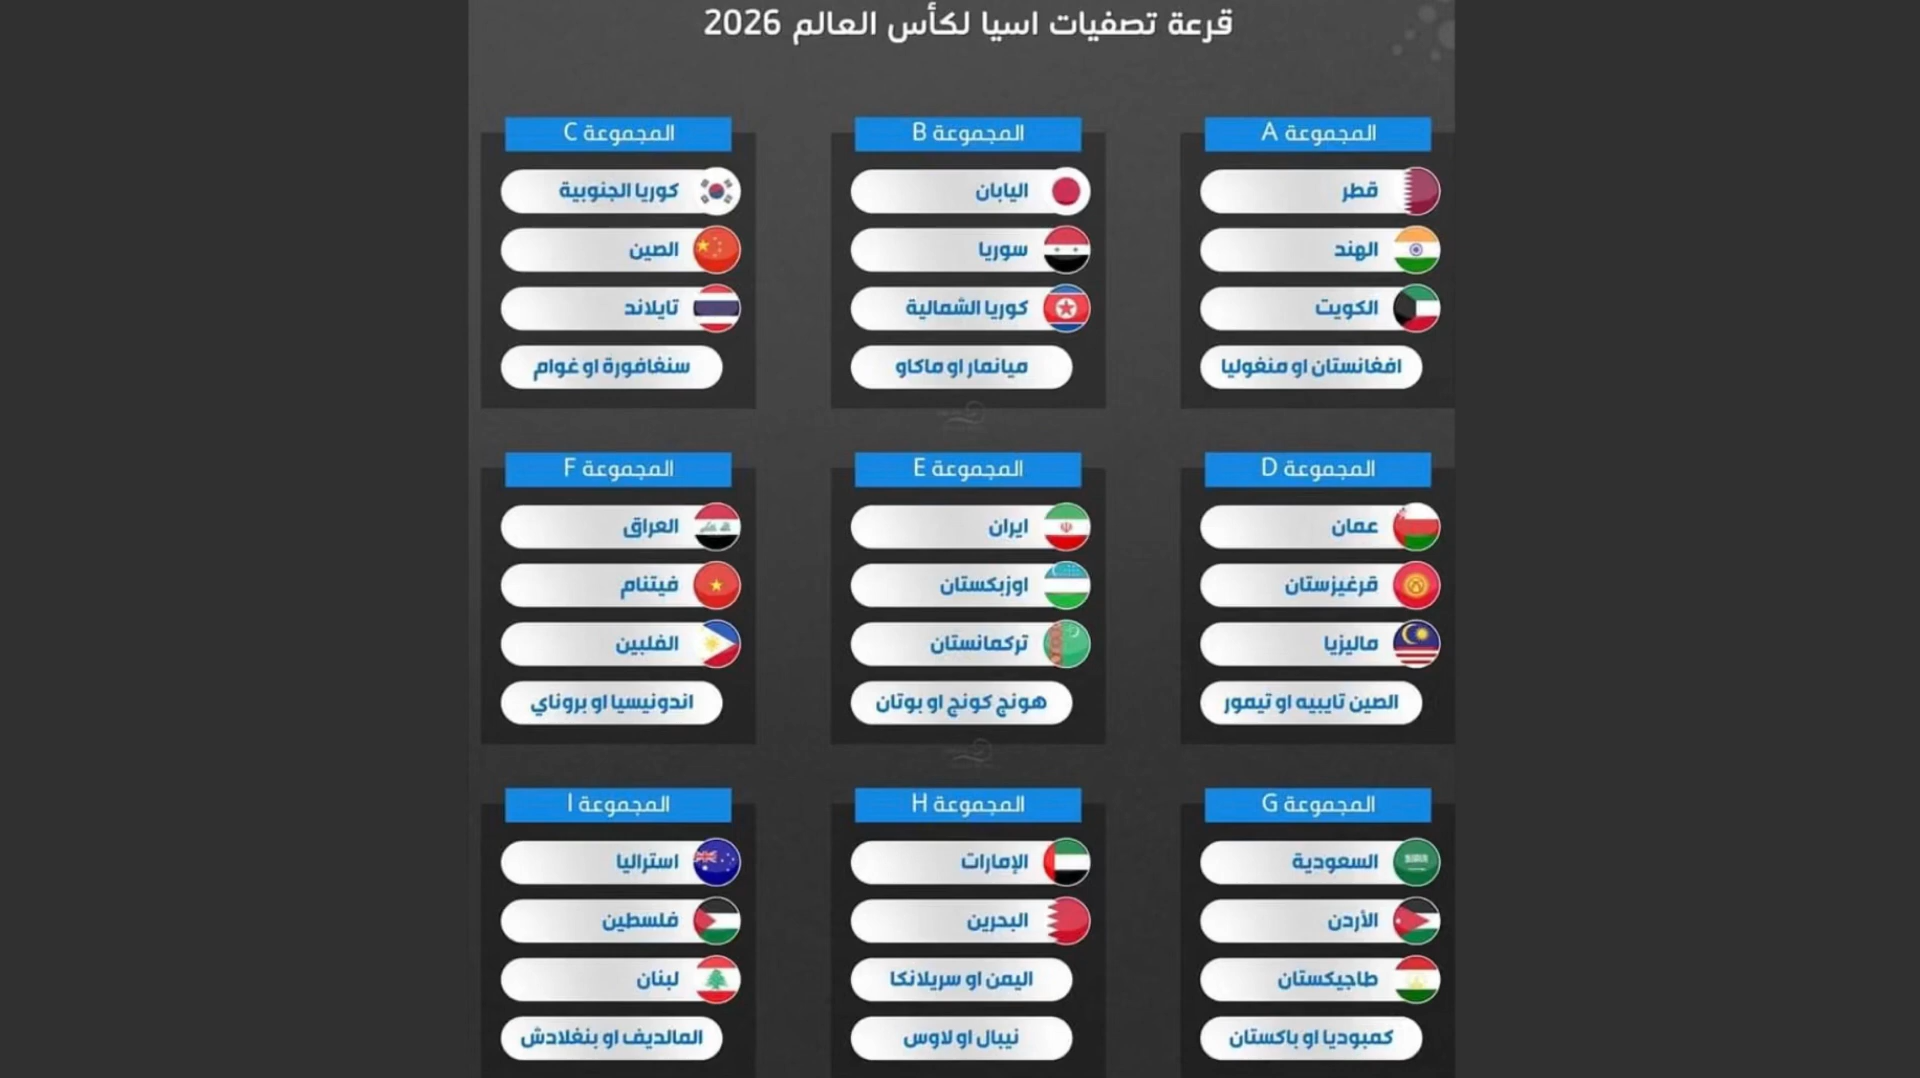 قرعة تصفيات اسيا لكأس العالم 2026
المجموعة A
قطر
الهند
الكويت
افغانستان او منغوليا
المجموعة B
اليابان
سوريا
كوريا الشمالية
ميانمار او ماكاو
المجموعة C
كوريا الجنوبية
الصين
تايلاند
سنغافورة او غوام
المجموعة D
عمان
قرغيزستان
ماليزيا
الصين تايبيه او تيمور
المجموعة E
ايران
اوزبكستان
تركمانستان
هونج كونج او بوتان
المجموعة F
العراق
فيتنام
الفلبين
اندونيسيا او بروناي
المجموعة G
السعودية
الأردن
طاجيكستان
كمبوديا او باكستان
المجموعة H
الإمارات
البحرين
اليمن او سريلانكا
نيبال او لاوس
المجموعة I
استراليا
فلسطين
لبنان
المالديف او بنغلادش